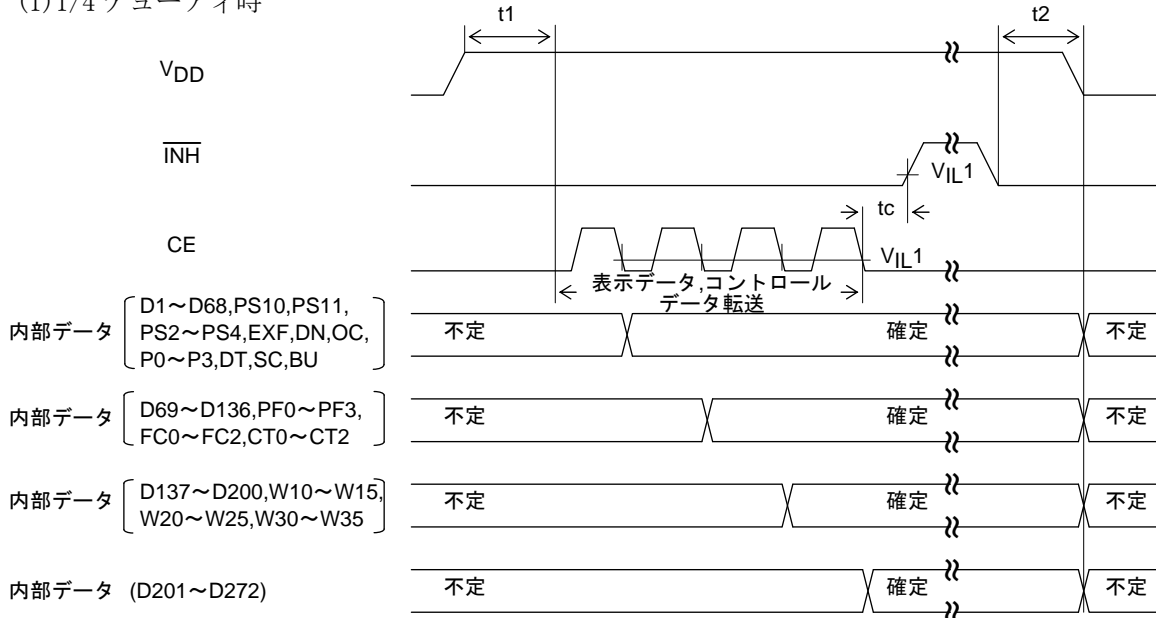 (1)1/4デューティ時
t1
t2
VDD
INH
VIL1
tc
CE
VIL1
表示データ,コントロール
データ転送
内部データ
D1～D68,PS10,PS11,
PS2～PS4,EXF,DN,OC,
P0～P3,DT,SC,BU
不定
確定
不定
内部データ
D69～D136,PF0～PF3,
FC0～FC2,CT0～CT2
不定
確定
不定
内部データ
D137～D200,W10～W15,
W20～W25,W30～W35
不定
確定
不定
内部データ (D201～D272)
不定
確定
不定